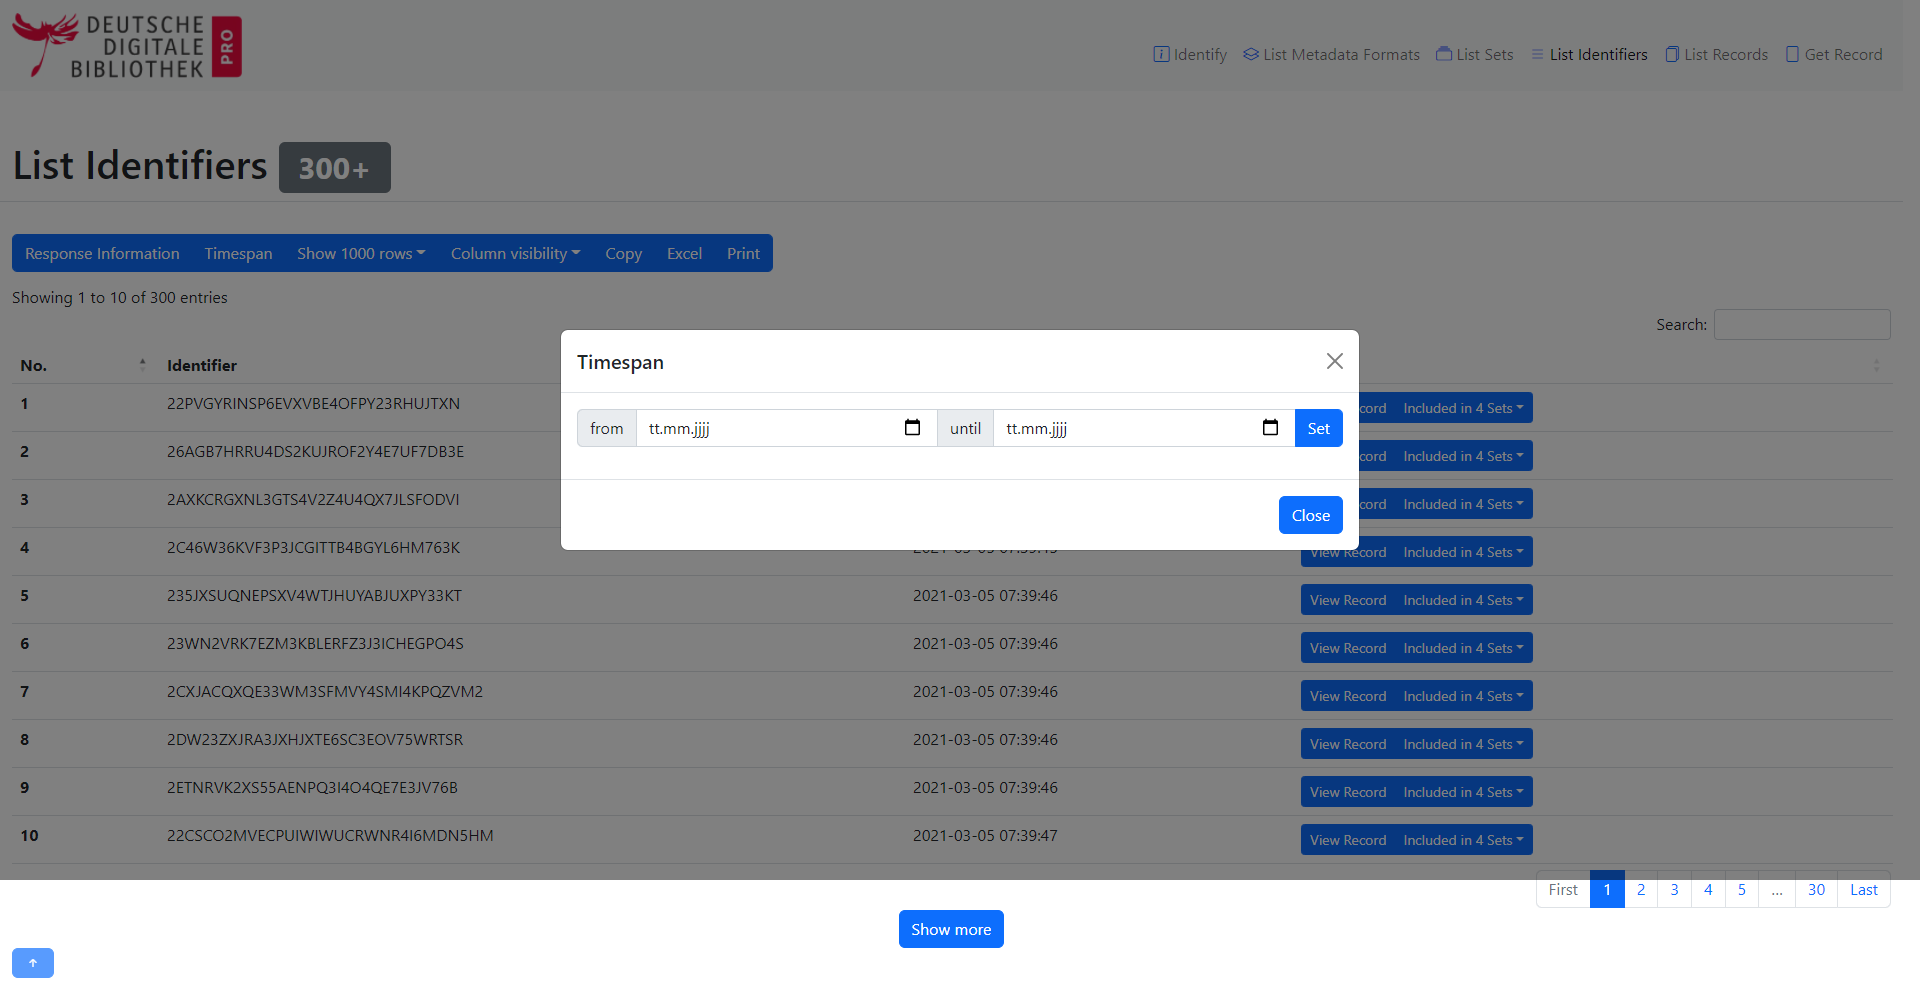 DEUTSCHE
DIGITALE
BIBLIOTHEK
PRO
Identify List Metadata Formats List Sets List Identifiers List Records Get Record
List Identifiers 300+
Response Information Timespan Show 1000 rows Column visibility Copy Excel Print
Showing 1 to 10 of 300 entries
Search:
Timespan
from tt.mm.jjjj until tt.mm.jjjj Set
Close
No. Identifier
1 22PVGYRINSP6EVXVBE4OFPY23RHUJTXN Included in 4 Sets
2 26AGB7HRRU4DS2KUJROF2Y4E7UF7DB3E Included in 4 Sets
3 2AXKCRGXNL3GTS4V2Z4U4QX7JLSFODVI Included in 4 Sets
4 2C46W36KVF3P3JCGITTB4BGYL6HM763K View Record Included in 4 Sets
5 235JXSUQNEPSXV4WTJHUYABJUXPY33KT 2021-03-05 07:39:46 View Record Included in 4 Sets
6 23WN2VRK7EZM3KBLERFZ3J3ICHEGPO4S 2021-03-05 07:39:46 View Record Included in 4 Sets
7 2CXJACQXQE33WM3SFMVY4SMI4KPQZVM2 2021-03-05 07:39:46 View Record Included in 4 Sets
8 2DW23ZXJRA3JXHJXTE6SC3EOV75WRTSR 2021-03-05 07:39:46 View Record Included in 4 Sets
9 2ETNRVK2XS55AENPQ3I4O4QE7E3JV76B 2021-03-05 07:39:46 View Record Included in 4 Sets
10 22CSCO2MVECPUIWIWUCRWNR4I6MDN5HM 2021-03-05 07:39:47 View Record Included in 4 Sets
First 1 2 3 4 5 ... 30 Last
Show more